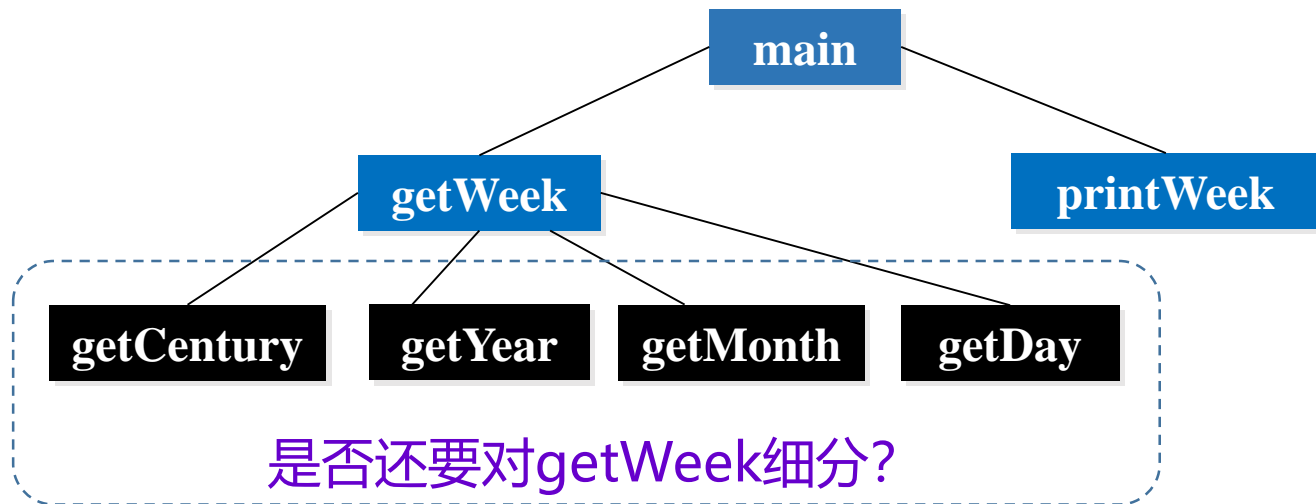 main
getWeek
printWeek
getCentury
getYear
getMonth
getDay
是否还要对getWeek细分？